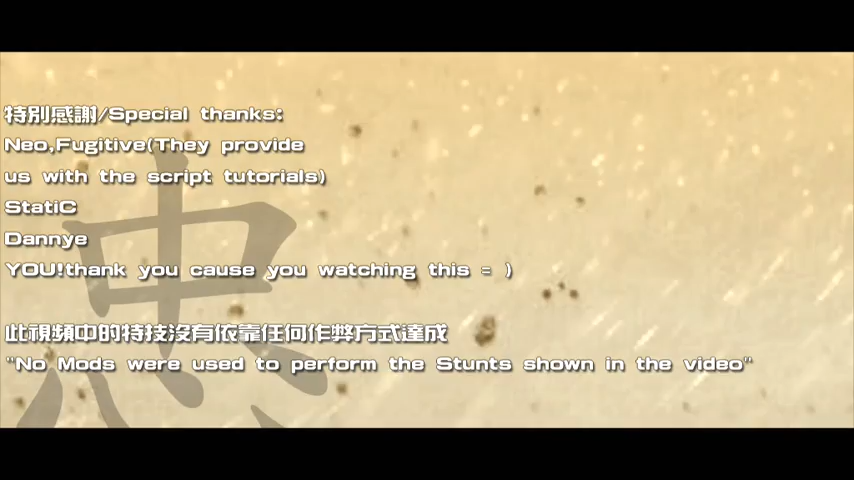 特別感謝/Special thanks:
Neo,Fugitive(They provide
us with the script tutorials)
StatiC
Dannye
YOU!thank you cause you watching this = )
忠
此視頻中的特技沒有依靠任何作弊方式達成
"No Mods were used to perform the Stunts shown in the video"